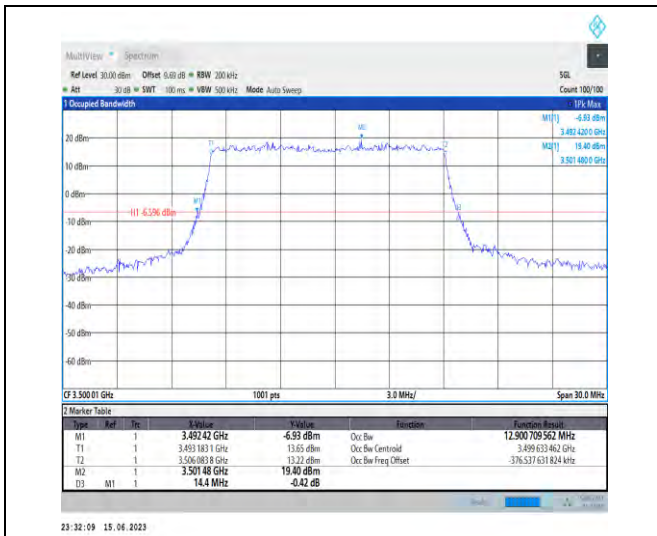 MultiView Spectrum
Ref Level 30.00 dBm Offset 9.69 dB RBW 200 kHz SGL
Att 30 dB SWT 100 ms VBW 500 kHz Mode Auto Sweep Count 100/100
1 Occupied Bandwidth 1Pk Max
M1[1] -6.93 dBm
3.492 420 0 GHz
M2[1] 19.40 dBm
3.501 480 0 GHz
M2
T1
20 dBm
10 dBm
0 dBm
M1
H1 -6.596 dBm
-10 dBm
-20 dBm
-30 dBm
-40 dBm
-50 dBm
-60 dBm
CF 3.500 01 GHz 1001 pts 3.0 MHz/ Span 30.0 MHz
2 Marker Table
Type Ref Trc X-Value Y-Value Function Function Result
M1 1 3.492 42 GHz -6.93 dBm Occ Bw 12.900 709 562 MHz
T1 1 3.493 183 1 GHz 13.65 dBm Occ Bw Centroid 3.499 633 462 GHz
T2 1 3.506 083 8 GHz 13.22 dBm Occ Bw Freq Offset -376.537 631 824 kHz
M2 1 3.501 48 GHz 19.40 dBm
D3 M1 1 14.4 MHz -0.42 dB
23:32:09 15.06.2023